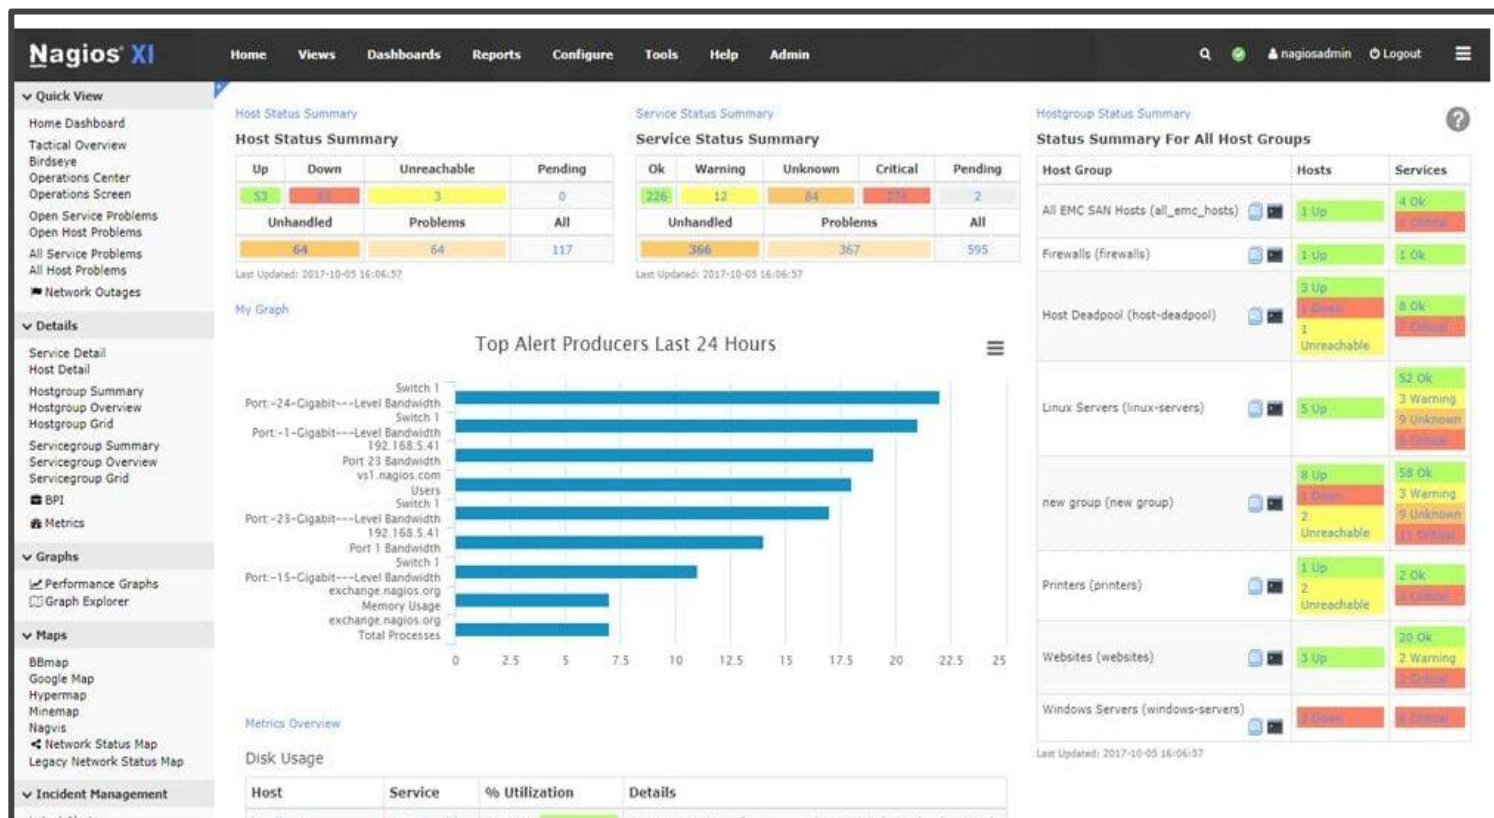 Nagios XI
Home Views Dashboards Reports Configure Tools Help Admin
nagiosadmin Logout
Quick View
Home Dashboard
Tactical Overview
Birdseye
Operations Center
Operations Screen
Open Service Problems
Open Host Problems
All Service Problems
All Host Problems
Network Outages
Details
Service Detail
Host Detail
Hostgroup Summary
Hostgroup Overview
Hostgroup Grid
Servicegroup Summary
Servicegroup Overview
Servicegroup Grid
BPI
Metrics
Graphs
Performance Graphs
Graph Explorer
Maps
BBmap
Google Map
Hypermap
Minemap
Nagvis
Network Status Map
Legacy Network Status Map
Incident Management
Host Status Summary
Host Status Summary
Up Down Unreachable Pending
53 3 0
Unhandled Problems All
64 64 117
Last Updated: 2017-10-05 16:06:57
Service Status Summary
Service Status Summary
Ok Warning Unknown Critical Pending
226 12 84 2
Unhandled Problems All
366 367 595
Last Updated: 2017-10-05 16:06:57
My Graph
Top Alert Producers Last 24 Hours
Switch 1
Port:-24-Gigabit---Level Bandwidth
Switch 1
Port:-1-Gigabit---Level Bandwidth
192.168.5.41
Port 23 Bandwidth
vs1.nagios.com
Users
Switch 1
Port:-23-Gigabit---Level Bandwidth
192.168.5.41
Port 1 Bandwidth
Switch 1
Port:-15-Gigabit---Level Bandwidth
exchange.nagios.org
Memory Usage
exchange.nagios.org
Total Processes
0 2.5 5 7.5 10 12.5 15 17.5 20 22.5 25
Metrics Overview
Disk Usage
Host Service % Utilization Details
Hostgroup Status Summary
?
Status Summary For All Host Groups
Host Group Hosts Services
All EMC SAN Hosts (all_emc_hosts) 1 Up 4 Ok
Critical
Firewalls (firewalls) 1 Up 1 Ok
Host Deadpool (host-deadpool) 3 Up 8 Ok
1 Down Critical
1
Unreachable
Linux Servers (linux-servers) 5 Up 52 Ok
3 Warning
9 Unknown
Critical
new group (new group) 8 Up 58 Ok
1 Down 3 Warning
2 9 Unknown
Unreachable 11 Critical
Printers (printers) 1 Up 2 Ok
2 Critical
Unreachable
Websites (websites) 3 Up 20 Ok
2 Warning
2 Critical
Windows Servers (windows-servers) Down Critical
Last Updated: 2017-10-05 16:06:57